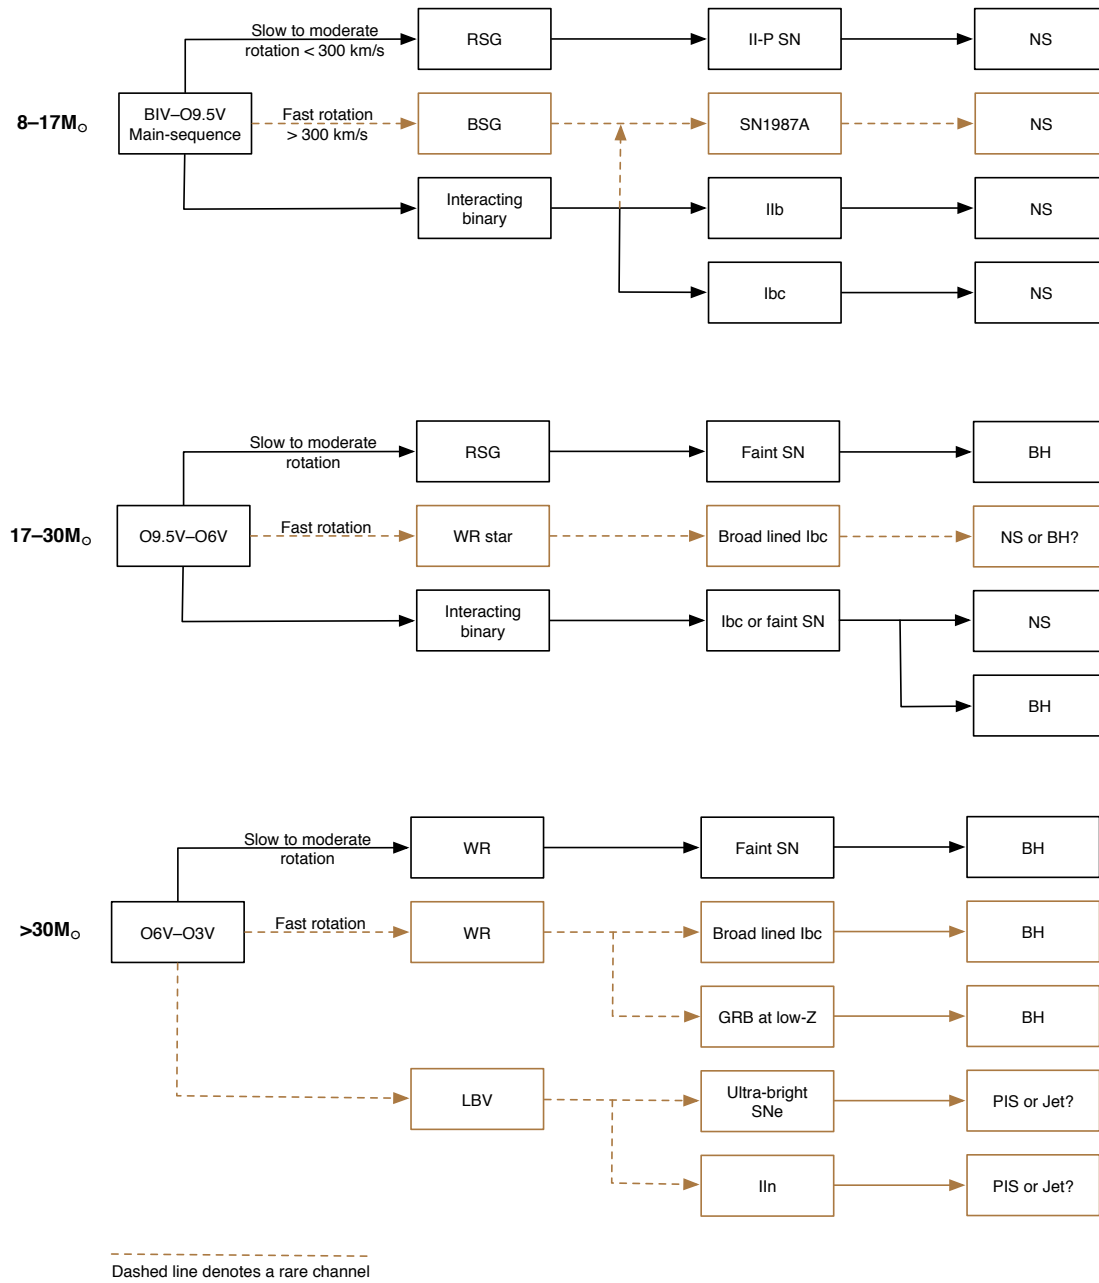 Slow to moderate
rotation < 300 km/s
RSG
II-P SN
NS
8–17M☉
BIV–O9.5V
Main-sequence
Fast rotation
> 300 km/s
BSG
SN1987A
NS
Interacting
binary
IIb
NS
Ibc
NS
Slow to moderate
rotation
RSG
Faint SN
BH
17–30M☉
O9.5V–O6V
Fast rotation
WR star
Broad lined Ibc
NS or BH?
Interacting
binary
Ibc or faint SN
NS
BH
Slow to moderate
rotation
WR
Faint SN
BH
>30M☉
O6V–O3V
Fast rotation
WR
Broad lined Ibc
BH
GRB at low-Z
BH
LBV
Ultra-bright
SNe
PIS or Jet?
IIn
PIS or Jet?
Dashed line denotes a rare channel